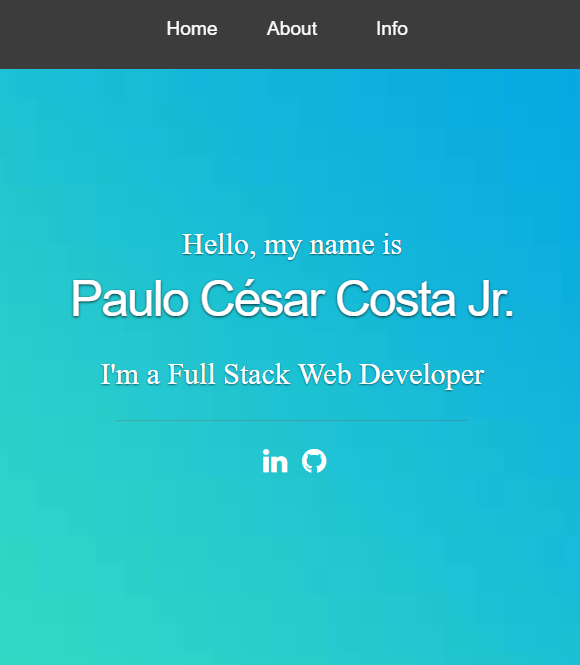 Home About Info
Hello, my name is
Paulo César Costa Jr.
I'm a Full Stack Web Developer
in